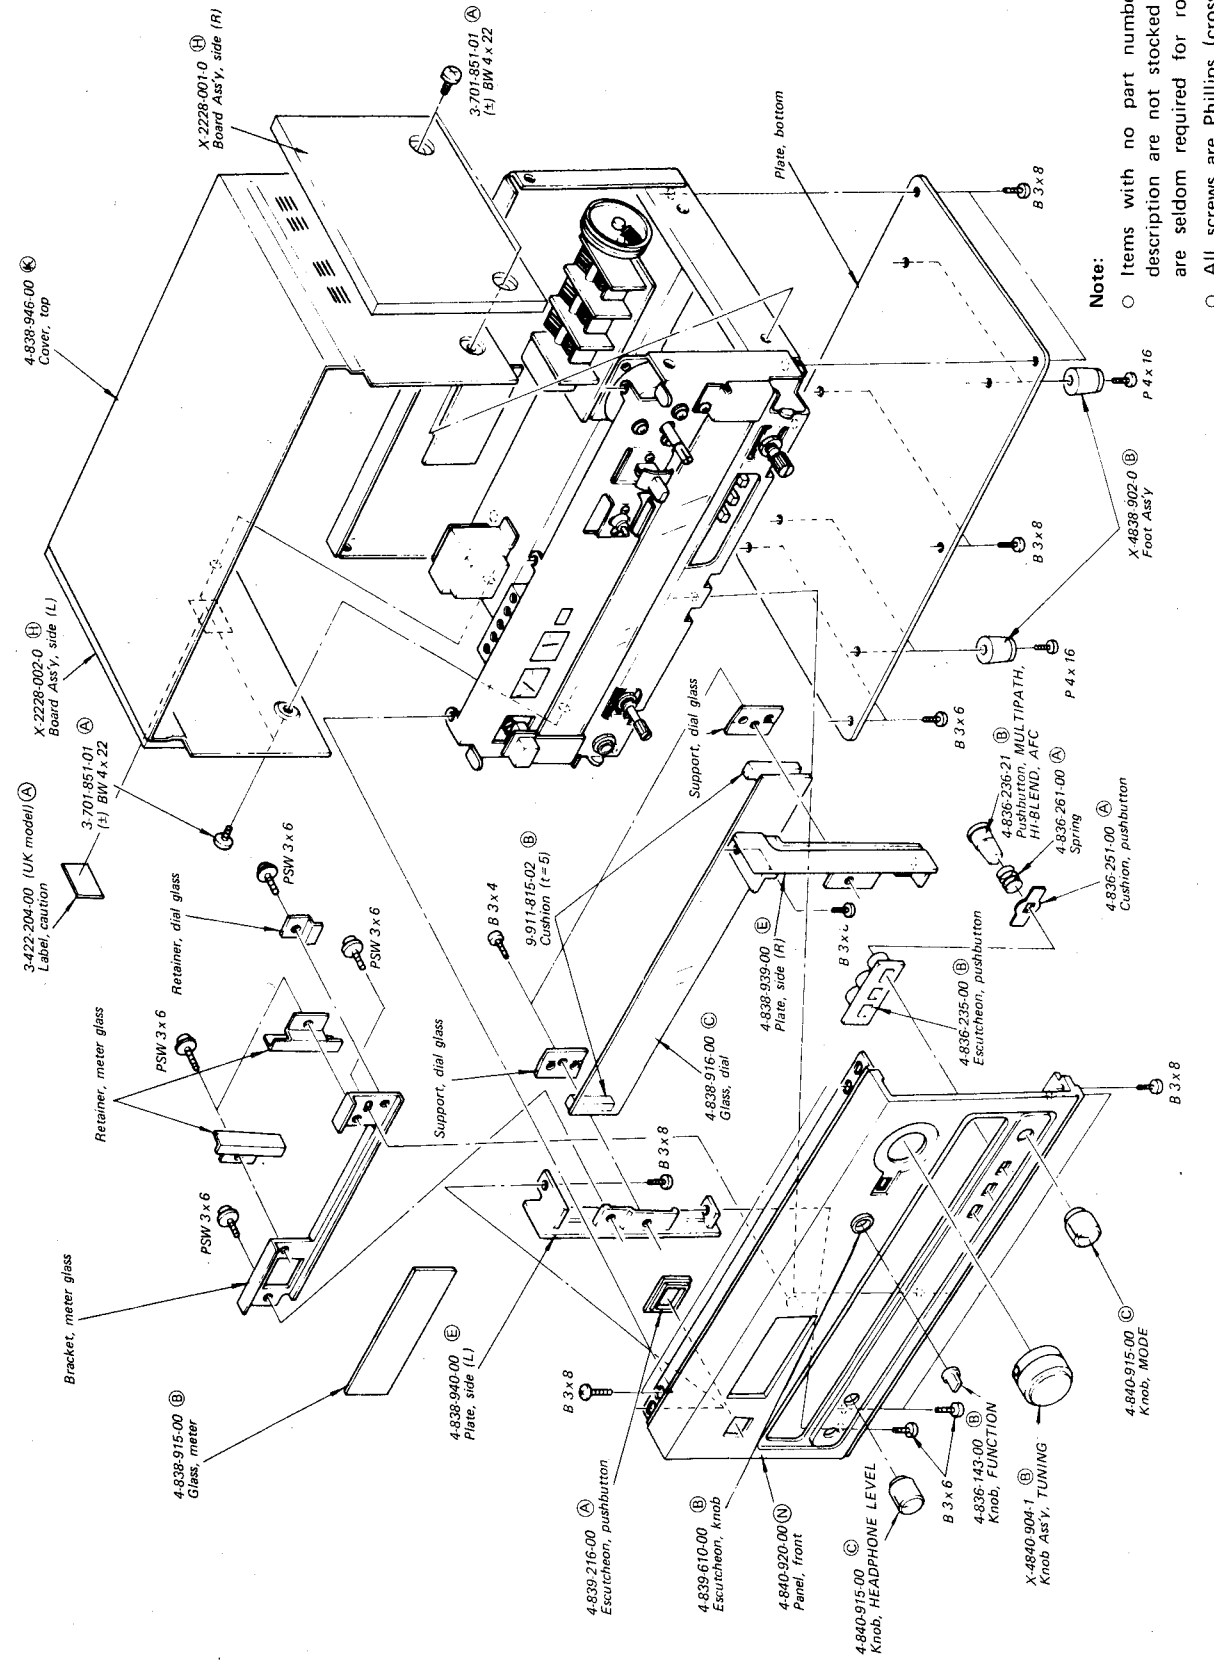 X-2228-001-0 Ⓗ
Board Ass'y, side (R)
3-701-851-01 Ⓐ
(±) BW 4 x 22
4-838-946-00 Ⓚ
Cover, top
X-2228-002-0 Ⓗ
Board Ass'y, side (L)
3-701-851-01 Ⓐ
(±) BW 4 x 22
3-422-204-00 (UK model) Ⓐ
Label, caution
Plate, bottom
B 3 x 8
Note:
○ Items with no part number
description are not stocked
are seldom required for
○ All screws are Phillips
P 4 x 16
X-4838-902-0 Ⓑ
Foot Ass'y
B 3 x 8
P 4 x 16
B 3 x 6
PSW 3 x 6
Retainer, dial glass
PSW 3 x 6
PSW 3 x 6
Retainer, meter glass
PSW 3 x 6
Bracket, meter glass
Support, dial glass
B 3 x 4
9-911-815-02 Ⓑ
Cushion (t=5)
Support, dial glass
4-836-236-21 Ⓑ
Pushbutton, MULTIPATH,
HI-BLEND, AFC
4-836-261-00 Ⓐ
Spring
4-836-251-00 Ⓐ
Cushion, pushbutton
4-836-235-00 Ⓑ
Escutcheon, pushbutton
B 3 x
4-838-939-00 Ⓔ
Plate, side (R)
4-838-916-00 Ⓒ
Glass, dial
B 3 x 8
4-838-915-00 Ⓑ
Glass, meter
4-838-940-00 Ⓔ
Plate, side (L)
B 3 x 8
4-839-216-00 Ⓐ
Escutcheon, pushbutton
4-839-610-00 Ⓑ
Escutcheon, knob
4-840-920-00 Ⓝ
Panel, front
4-840-915-00 Ⓒ
Knob, HEADPHONE LEVEL
B 3 x 6
4-836-143-00 Ⓑ
Knob, FUNCTION
X-4840-904-1 Ⓑ
Knob Ass'y, TUNING
4-840-915-00 Ⓒ
Knob, MODE
B 3 x 8